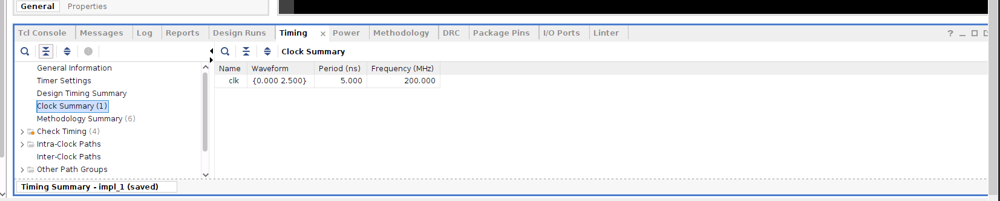 General Properties
Tcl Console Messages Log Reports Design Runs Timing × Power Methodology DRC Package Pins I/O Ports Linter ?
Clock Summary
General Information
Timer Settings
Design Timing Summary
Clock Summary (1)
Methodology Summary (6)
Check Timing (4)
Intra-Clock Paths
Inter-Clock Paths
Other Path Groups
Name Waveform Period (ns) Frequency (MHz)
clk {0.000 2.500} 5.000 200.000
Timing Summary - impl_1 (saved)